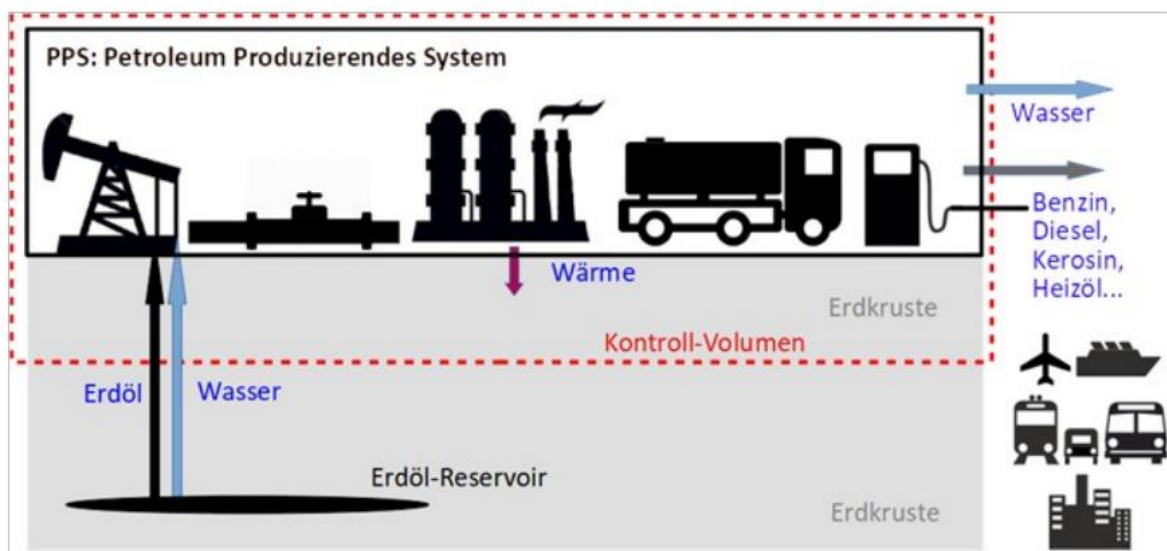 PPS: Petroleum Produzierendes System
Wasser
Benzin,
Diesel,
Kerosin,
Heizöl...
Wärme
Erdkruste
Kontroll-Volumen
Erdöl
Wasser
Erdöl-Reservoir
Erdkruste